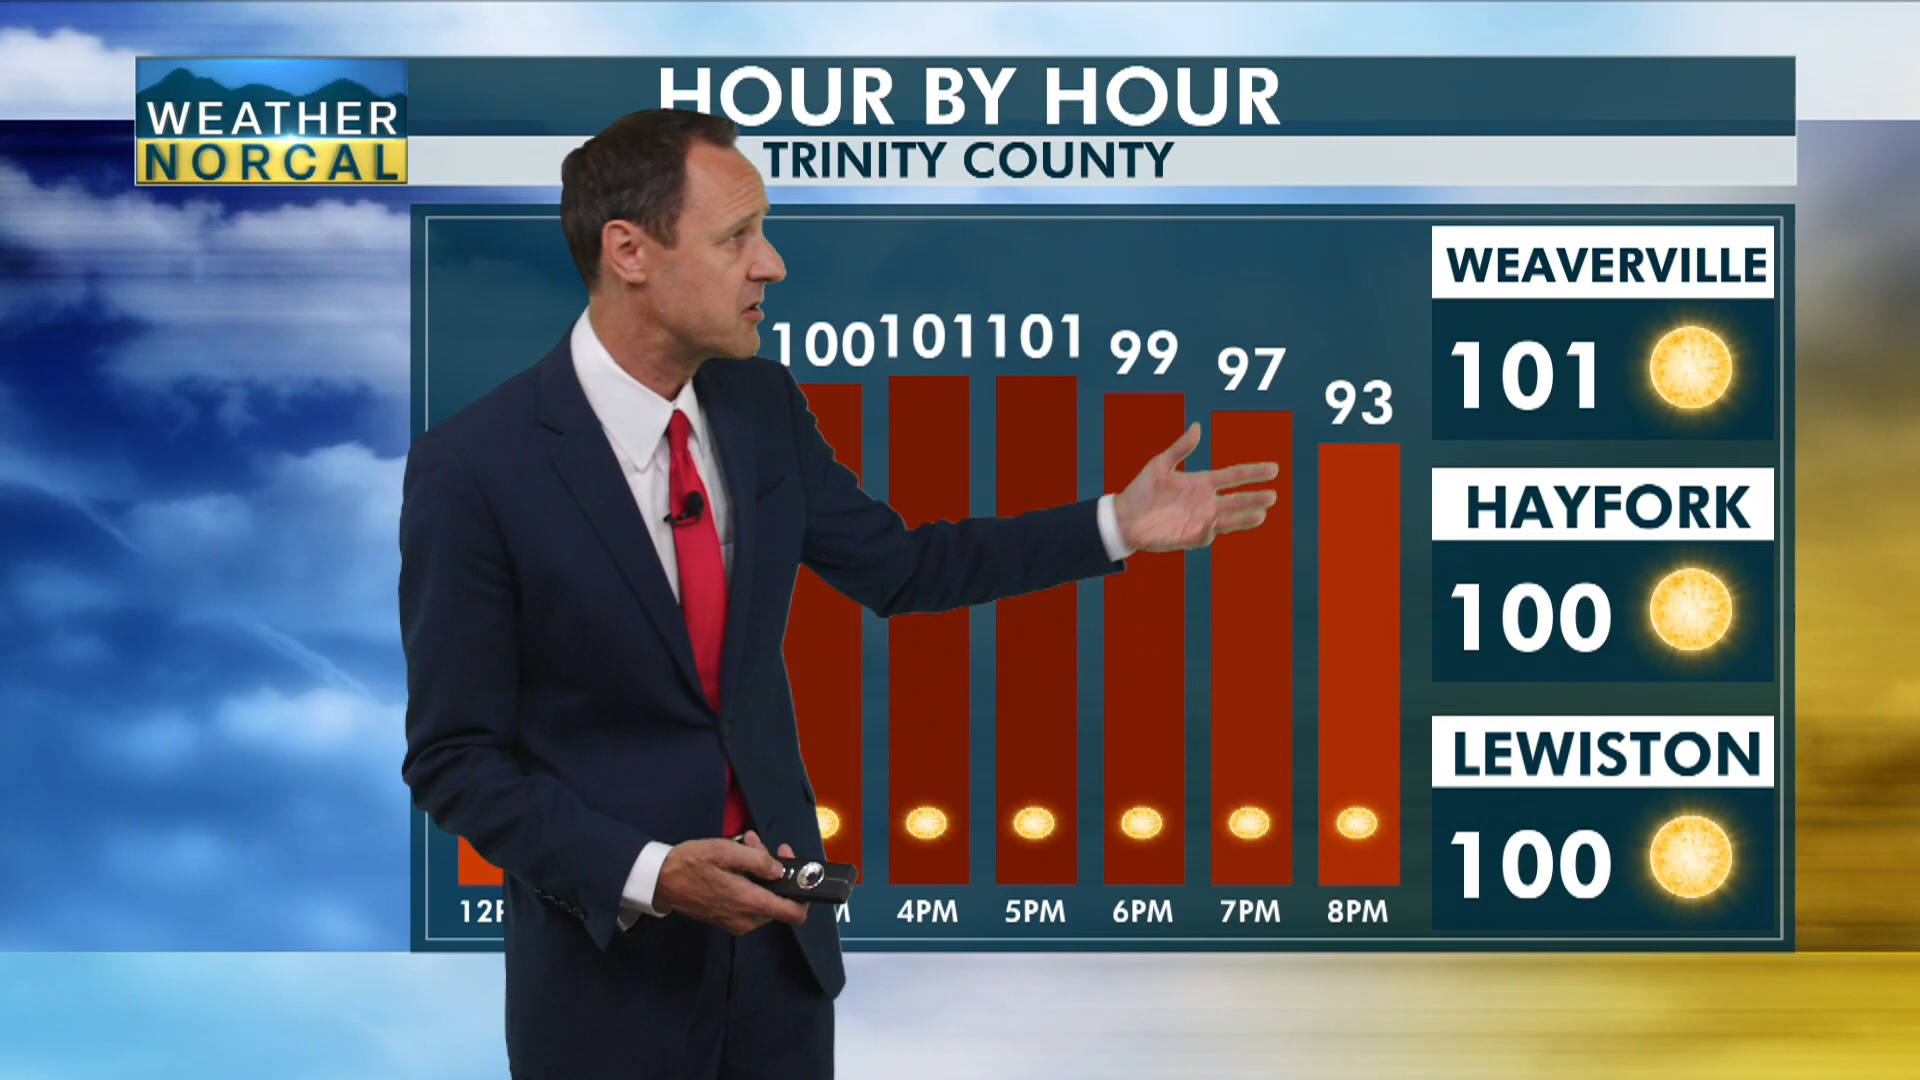 WEATHER
NORCAL
HOUR BY HOUR
TRINITY COUNTY
100 101 101 99 97 93
4PM 5PM 6PM 7PM 8PM
WEAVERVILLE
101
HAYFORK
100
LEWISTON
100